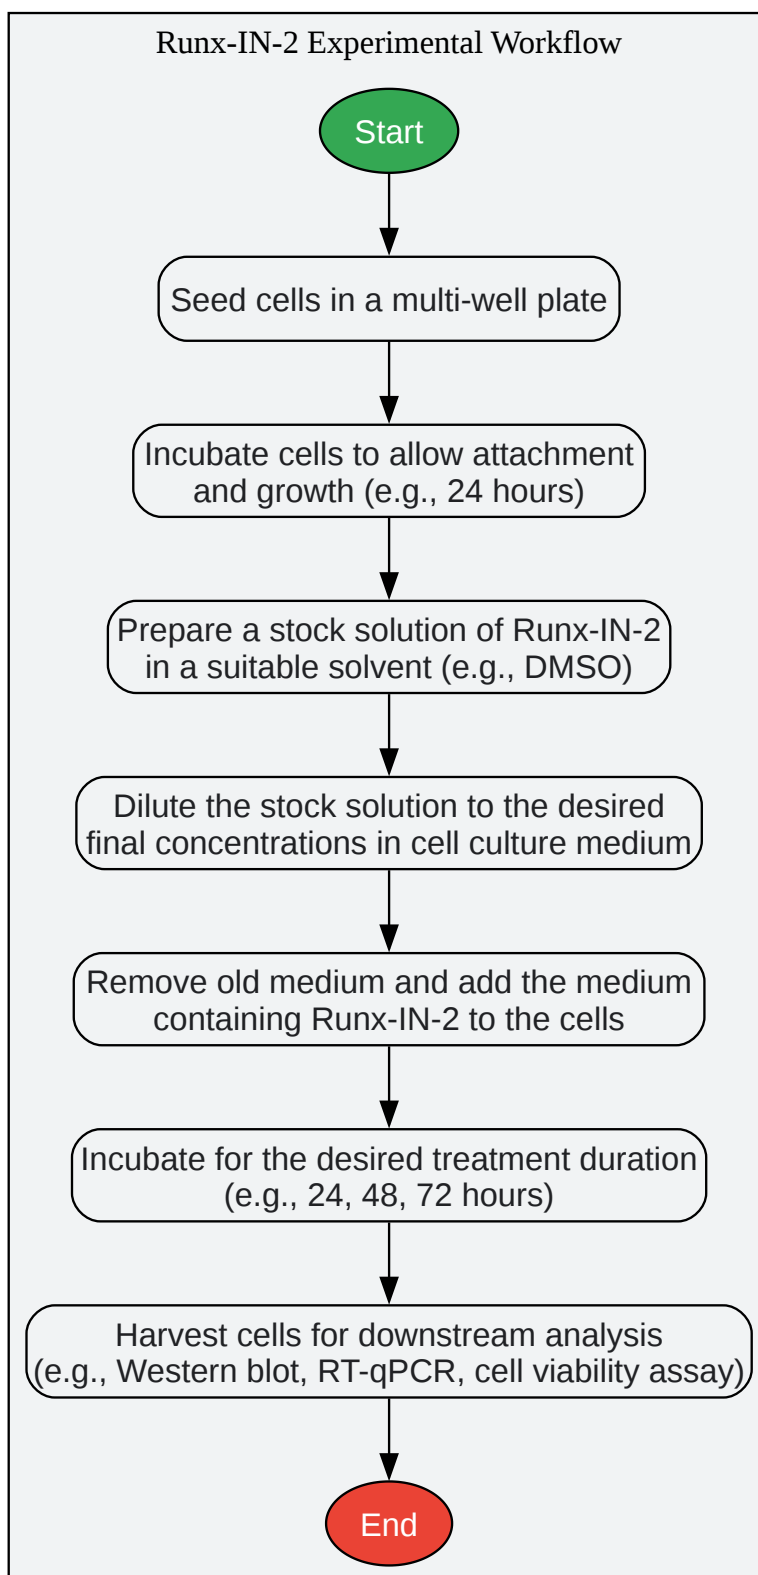 Runx-IN-2 Experimental Workflow
Start
Seed cells in a multi-well plate
Incubate cells to allow attachment
and growth (e.g., 24 hours)
Prepare a stock solution of Runx-IN-2
in a suitable solvent (e.g., DMSO)
Dilute the stock solution to the desired
final concentrations in cell culture medium
Remove old medium and add the medium
containing Runx-IN-2 to the cells
Incubate for the desired treatment duration
(e.g., 24, 48, 72 hours)
Harvest cells for downstream analysis
(e.g., Western blot, RT-qPCR, cell viability assay)
End